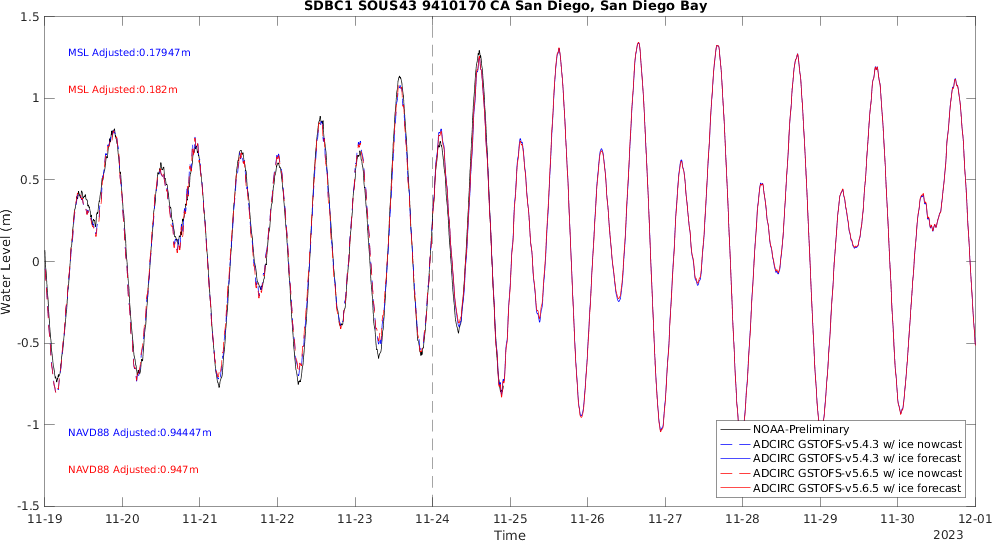 SDBC1 SOUS43 9410170 CA San Diego, San Diego Bay
1.5
MSL Adjusted:0.17947m
MSL Adjusted:0.182m
1
0.5
0
-0.5
-1
-1.5
Water Level (m)
NAVD88 Adjusted:0.94447m
NAVD88 Adjusted:0.947m
NOAA-Preliminary
ADCIRC GSTOFS-v5.4.3 w/ ice nowcast
ADCIRC GSTOFS-v5.4.3 w/ ice forecast
ADCIRC GSTOFS-v5.6.5 w/ ice nowcast
ADCIRC GSTOFS-v5.6.5 w/ ice forecast
11-19 11-20 11-21 11-22 11-23 11-24 11-25 11-26 11-27 11-28 11-29 11-30 12-01
Time
2023